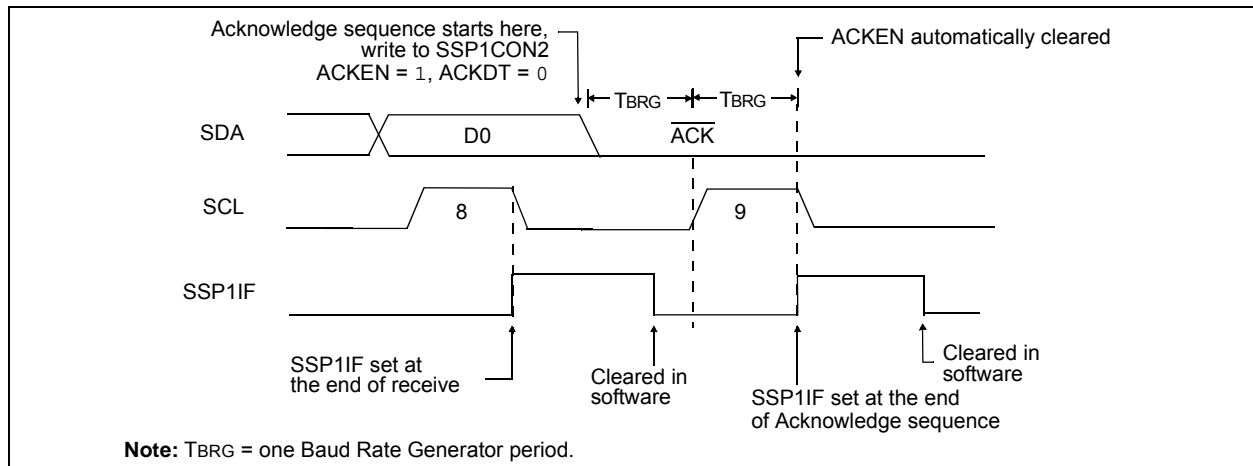 Acknowledge sequence starts here,
write to SSP1CON2
ACKEN = 1, ACKDT = 0
ACKEN automatically cleared
TBRG
TBRG
SDA
D0
ACK
SCL
8
9
SSP1IF
SSP1IF set at
the end of receive
Cleared in
software
SSP1IF set at the end
of Acknowledge sequence
Cleared in
software
Note: TBRG = one Baud Rate Generator period.